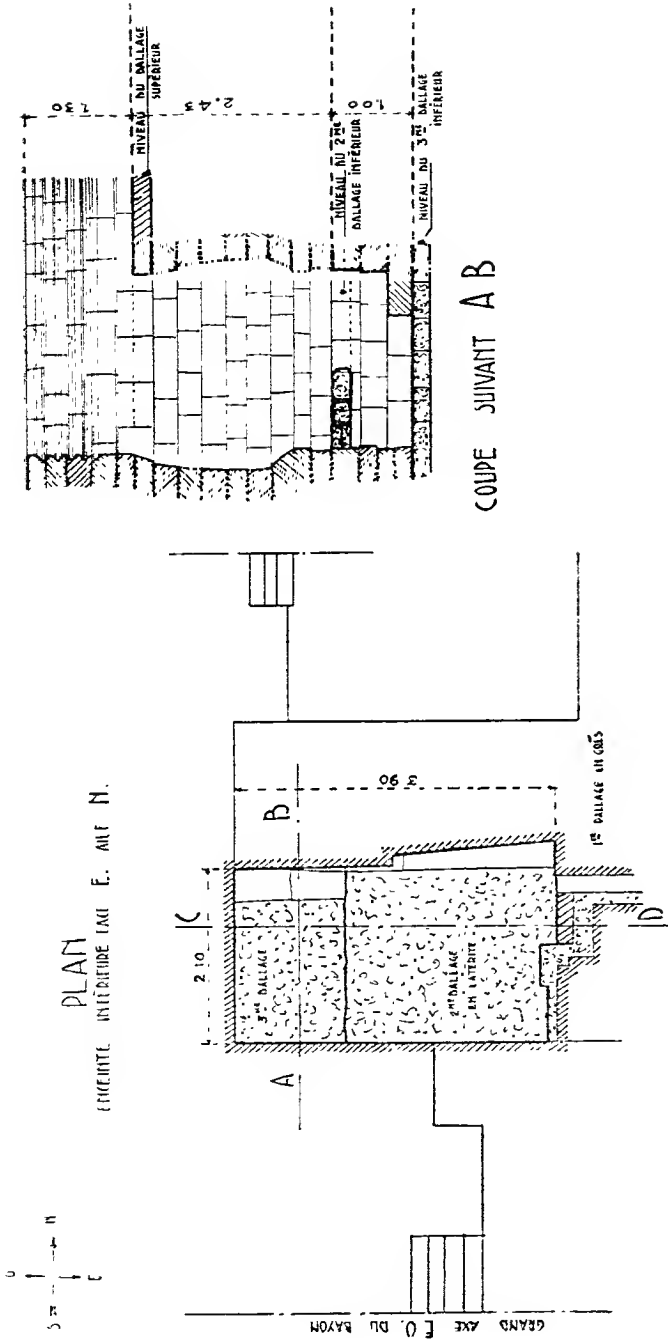 PLAN
ENCEINTE INTÉRIEURE FACE E. AILE N.
O
S
N
E
C
2.10
3ME DALLAGE
A
B
3.90
2ME DALLAGE
EN LATÉRITE
1ER DALLAGE EN GRÈS
D
GRAND AXE E.O. DU BAYON
1.30
NIVEAU DU DALLAGE
SUPÉRIEUR
2.43
NIVEAU DU 2ME
DALLAGE INFÉRIEUR
1.00
NIVEAU DU 3ME DALLAGE
INFÉRIEUR
COUPE SUIVANT A B